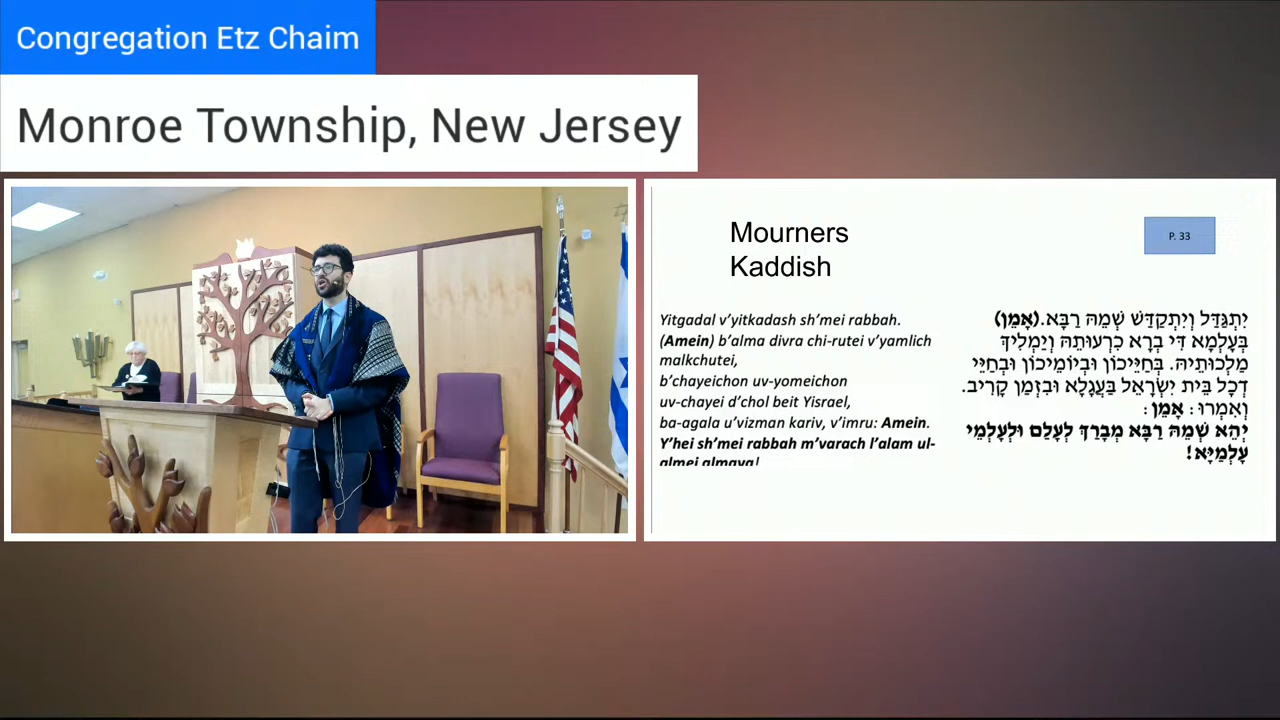 Congregation Etz Chaim
Monroe Township, New Jersey
Mourners
Kaddish
P. 33
Yitgadal v'yitkadash sh'mei rabbah.
(Amein) b'alma divra chi-rutei v'yamlich
malkchutei,
b'chayeichon uv-yomeichon
uv-chayei d'chol beit Yisrael,
ba-agala u'vizman kariv, v'imru: Amein.
Y'hei sh'mei rabbah m'varach l'alam ul-
almei almaya!
יִתְגַּדַּל וְיִתְקַדַּשׁ שְׁמֵהּ רַבָּא. (אָמֵן)
בְּעָלְמָא דִּי בְרָא כִרְעוּתֵהּ וְיַמְלִיךְ
מַלְכוּתֵיהּ. בְּחַיֵּיכוֹן וּבְיוֹמֵיכוֹן וּבְחַיֵּי
דְכָל בֵּית יִשְׂרָאֵל בַּעֲגָלָא וּבִזְמַן קָרִיב.
וְאִמְרוּ: אָמֵן:
יְהֵא שְׁמֵהּ רַבָּא מְבָרַךְ לְעָלַם וּלְעָלְמֵי
עָלְמַיָּא!